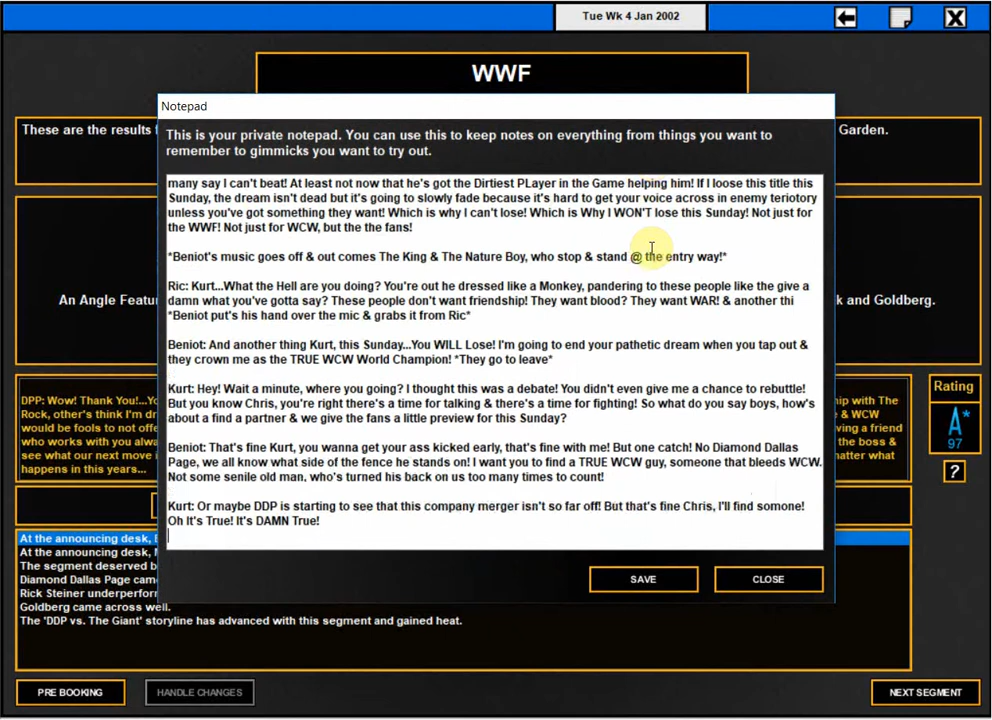 Tue Wk 4 Jan 2002
WWF
These are the results f
Garden.
An Angle Featu
k and Goldberg.
Notepad
This is your private notepad. You can use this to keep notes on everything from things you want to
remember to gimmicks you want to try out.
many say I can't beat! At least not now that he's got the Dirtiest PLayer in the Game helping him! If I loose this title this
Sunday, the dream isn't dead but it's going to slowly fade because it's hard to get your voice across in enemy teriotory
unless you've got something they want! Which is why I can't lose! Which is Why I WON'T lose this Sunday! Not just for
the WWF! Not just for WCW, but the the fans!
*Beniot's music goes off & out comes The King & The Nature Boy, who stop & stand @ the entry way!*
Ric: Kurt...What the Hell are you doing? You're out he dressed like a Monkey, pandering to these people like the give a
damn what you've gotta say? These people don't want friendship! They want blood? They want WAR! & another thi
*Beniot put's his hand over the mic & grabs it from Ric*
Beniot: And another thing Kurt, this Sunday...You WILL Lose! I'm going to end your pathetic dream when you tap out &
they crown me as the TRUE WCW World Champion! *They go to leave*
Kurt: Hey! Wait a minute, where you going? I thought this was a debate! You didn't even give me a chance to rebuttle!
But you know Chris, you're right there's a time for talking & there's a time for fighting! So what do you say boys, how's
about a find a partner & we give the fans a little preview for this Sunday?
Beniot: That's fine Kurt, you wanna get your ass kicked early, that's fine with me! But one catch! No Diamond Dallas
Page, we all know what side of the fence he stands on! I want you to find a TRUE WCW guy, someone that bleeds WCW.
Not some senile old man, who's turned his back on us too many times to count!
Kurt: Or maybe DDP is starting to see that this company merger isn't so far off! But that's fine Chris, I'll find somone!
Oh It's True! It's DAMN True!
SAVE
CLOSE
DPP: Wow! Thank You!...Yo
Rock, other's think I'm dr
would be fools to not offe
who works with you alwa
see what our next move i
happens in this years...
hip with The
& WCW
ving a friend
the boss &
natter what
Rating
A*
97
?
At the announcing desk, E
At the announcing desk, M
The segment deserved b
Diamond Dallas Page cam
Rick Steiner underperfor
Goldberg came across well.
The 'DDP vs. The Giant' storyline has advanced with this segment and gained heat.
PRE BOOKING
HANDLE CHANGES
NEXT SEGMENT